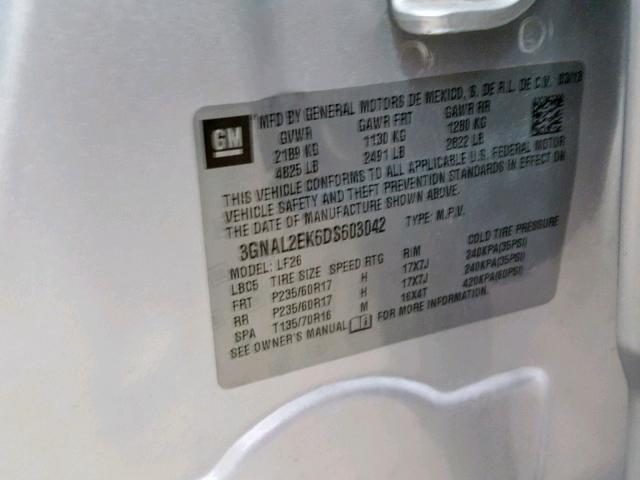 MFD BY GENERAL MOTORS DE MEXICO, S. DE R.L. DE C.V. 03/13
GM
GVWR GAWR FRT GAWR RR
2189 KG 1130 KG 1280 KG
4825 LB 2491 LB 2822 LB
THIS VEHICLE CONFORMS TO ALL APPLICABLE U.S. FEDERAL MOTOR
VEHICLE SAFETY AND THEFT PREVENTION STANDARDS IN EFFECT ON
THE DATE OF MANUFACTURE SHOWN ABOVE.
3GNAL2EK6DS603042 TYPE: M.P.V.
MODEL: LF26
LBC5 TIRE SIZE SPEED RTG RIM COLD TIRE PRESSURE
FRT P235/60R17 H 17X7J 240KPA(35PSI)
RR P235/60R17 H 17X7J 240KPA(35PSI)
SPA T135/70R16 M 16X4T 420KPA(60PSI)
SEE OWNER'S MANUAL FOR MORE INFORMATION.